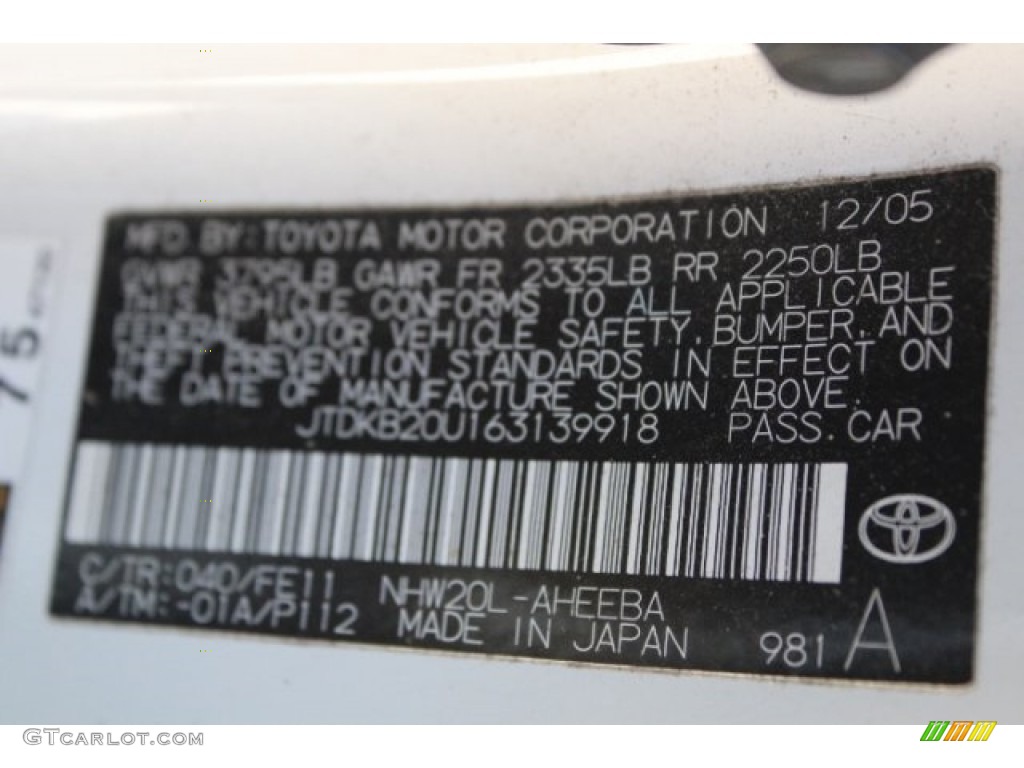 MFD BY: TOYOTA MOTOR CORPORATION 12/05
GVWR 3795LB GAWR FR 2335LB RR 2250LB
THIS VEHICLE CONFORMS TO ALL APPLICABLE
FEDERAL MOTOR VEHICLE SAFETY, BUMPER, AND
THEFT PREVENTION STANDARDS IN EFFECT ON
THE DATE OF MANUFACTURE SHOWN ABOVE.
JTDKB20U163139918 PASS.CAR
C/TR:040/FE11 NHW20L-AHEEBA
A/TM:-01A/P112 MADE IN JAPAN 981 A
75
GTCARLOT.COM